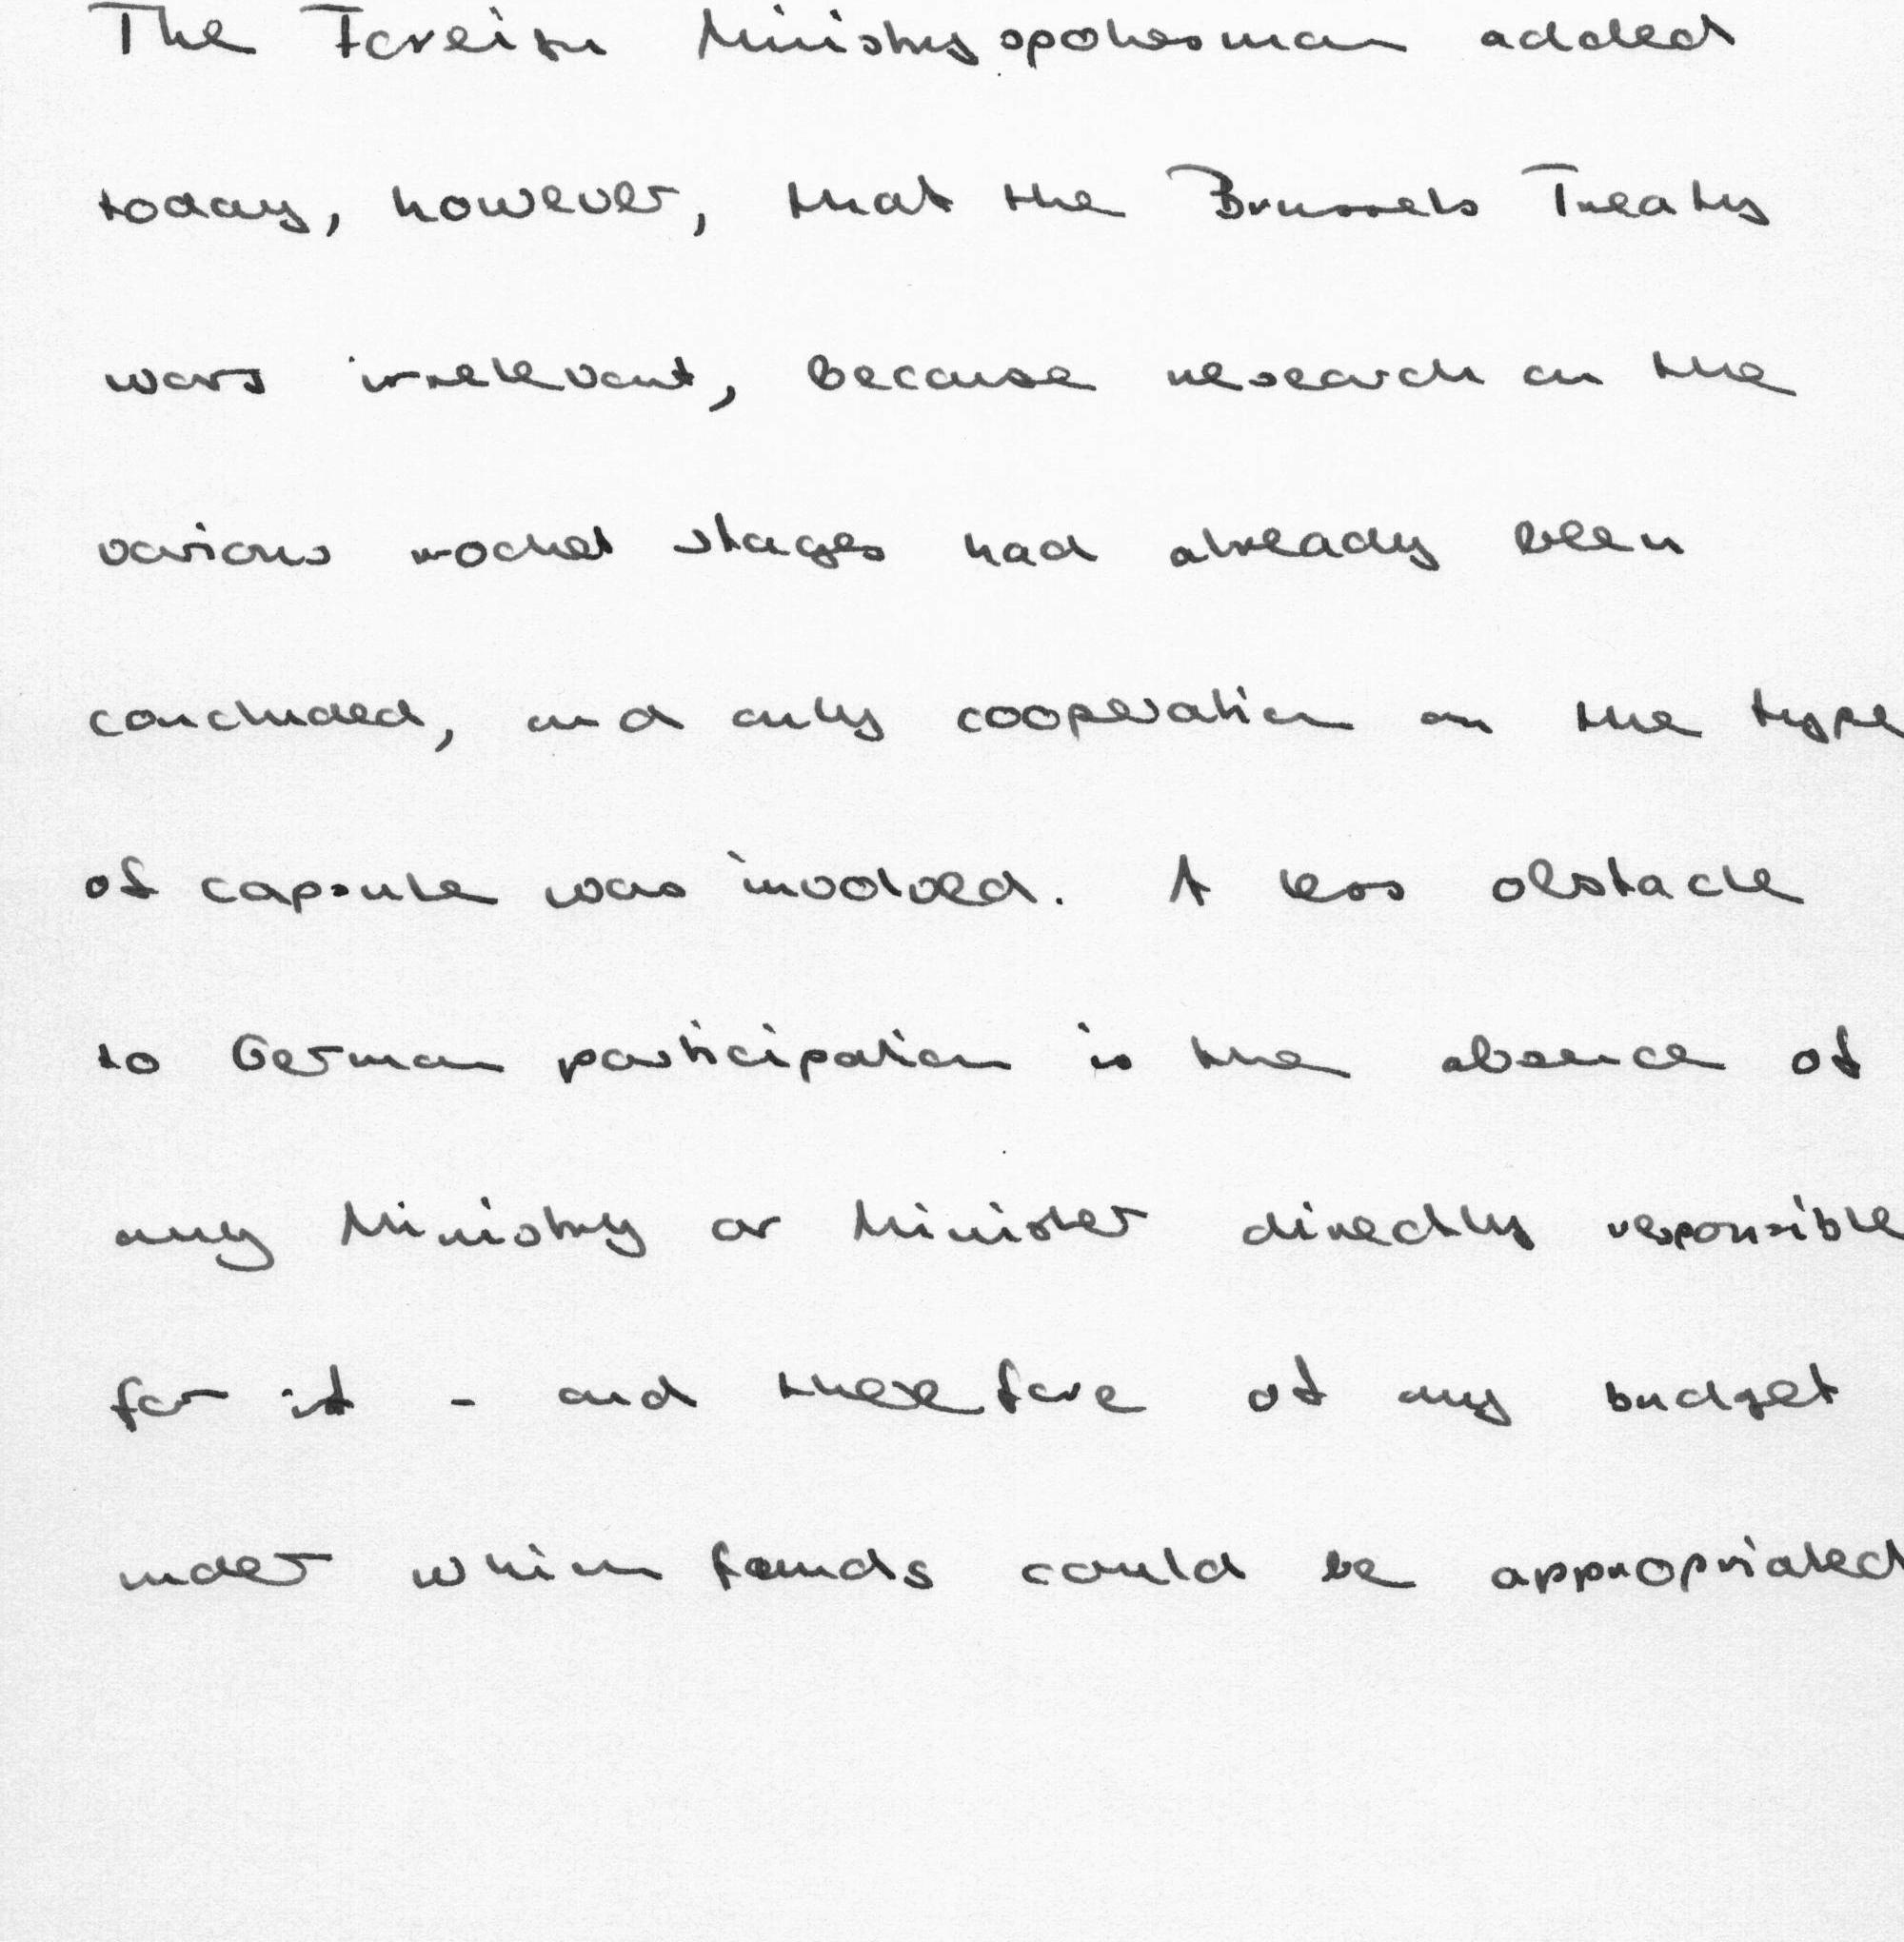 The Foreign Ministry spokesman added
today, however, that the Brussels Treaty
was irrelevant, because research on the
various rocket stages had already been
concluded, and only cooperation on the type
of capsule was involved. A less obstacle
to German participation is the absence of
any Ministry or Minister directly responsible
for it - and therefore of any budget
under which funds could be appropriated